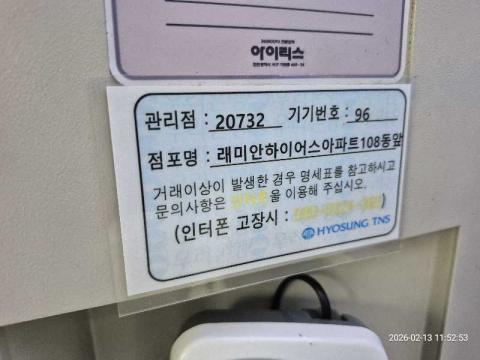 아이릭스
관리점 : 20732 기기번호 : 96
점포명 : 래미안하이어스아파트108동앞
거래이상이 발생한 경우 명세표를 참고하시고
문의사항은 인터폰을 이용해 주십시오.
(인터폰 고장시 :
HYOSUNG TNS
2026-02-13 11:52:53